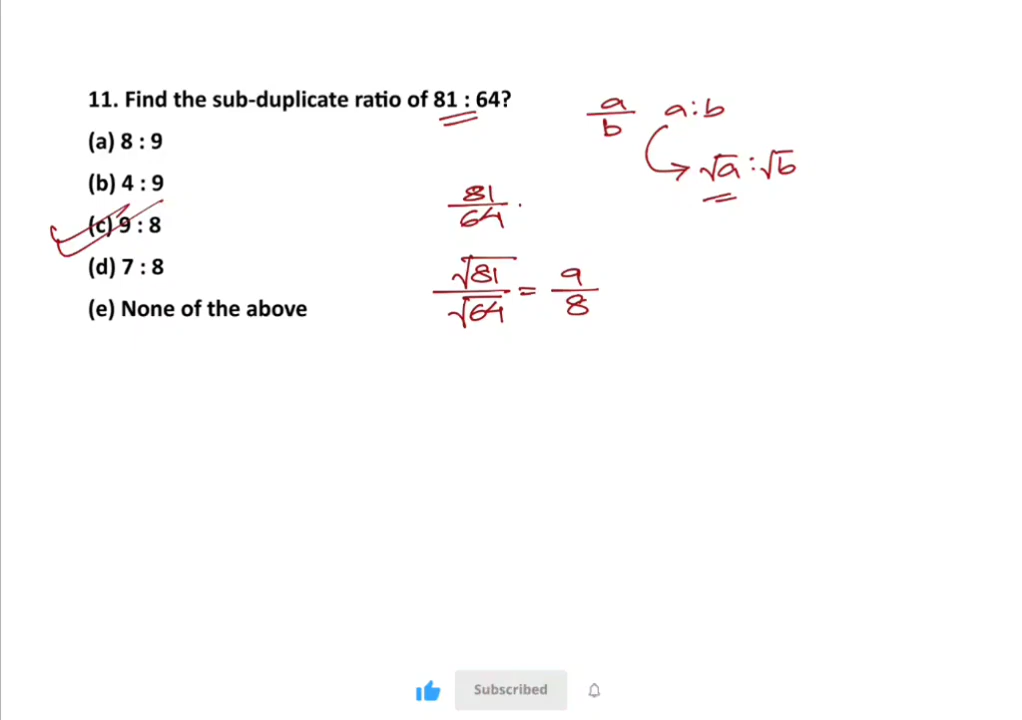 11. Find the sub-duplicate ratio of 81 : 64?
(a) 8 : 9
(b) 4 : 9
(c) 9 : 8
(d) 7 : 8
(e) None of the above
a/b a:b
√a : √b
81/64
√81/√64 = 9/8
Subscribed